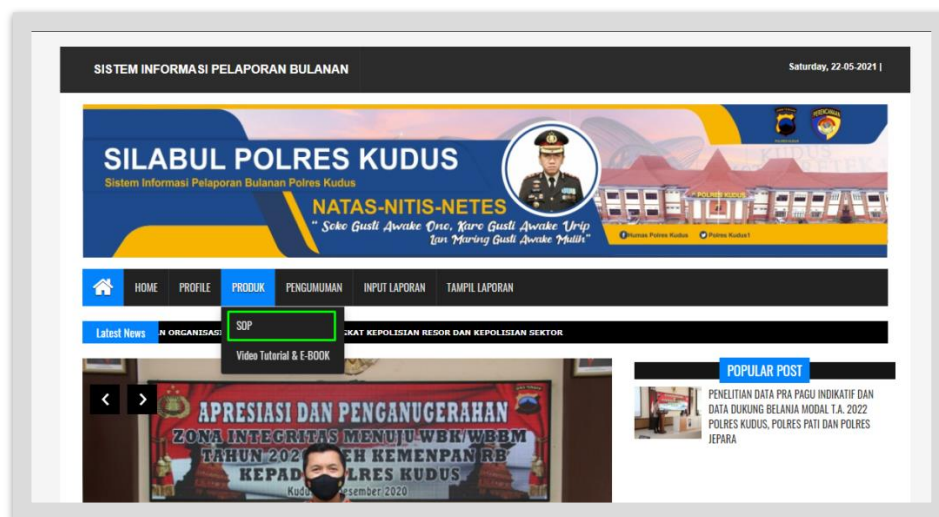 SISTEM INFORMASI PELAPORAN BULANAN
Saturday, 22-05-2021 |
SILABUL POLRES KUDUS
Sistem Informasi Pelaporan Bulanan Polres Kudus
NATAS-NITIS-NETES
" Soko Gusti Awake Ono, Karo Gusti Awake Urip
lan Maring Gusti Awake Mulih"
POLRES KUDUS
Humas Polres Kudus Polres Kudus1
HOME PROFILE PRODUK PENGUMUMAN INPUT LAPORAN TAMPIL LAPORAN
SOP
Video Tutorial & E-BOOK
Latest News N ORGANISASI KAT KEPOLISIAN RESOR DAN KEPOLISIAN SEKTOR
POPULAR POST
PENELITIAN DATA PRA PAGU INDIKATIF DAN
DATA DUKUNG BELANJA MODAL T.A. 2022
POLRES KUDUS, POLRES PATI DAN POLRES
JEPARA
APRESIASI DAN PENGANUGERAHAN
ZONA INTEGRITAS MENUJU WBK/WBBM
TAHUN 202 EH KEMENPAN RB
KEPAD LRES KUDUS
Kudu esember 2020